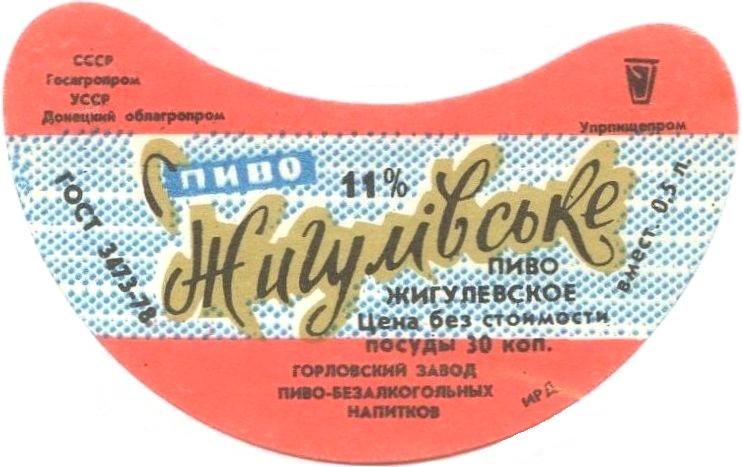 СССР
Госагропром
УССР
Донецкий облагропром
Упрпищепром
ПИВО
11%
Жигулівське
ГОСТ 3473-78
вмест. 0,5 л.
ПИВО
ЖИГУЛЕВСКОЕ
Цена без стоимости
посуды 30 коп.
ГОРЛОВСКИЙ ЗАВОД
ПИВО-БЕЗАЛКОГОЛЬНЫХ
НАПИТКОВ
ИРД